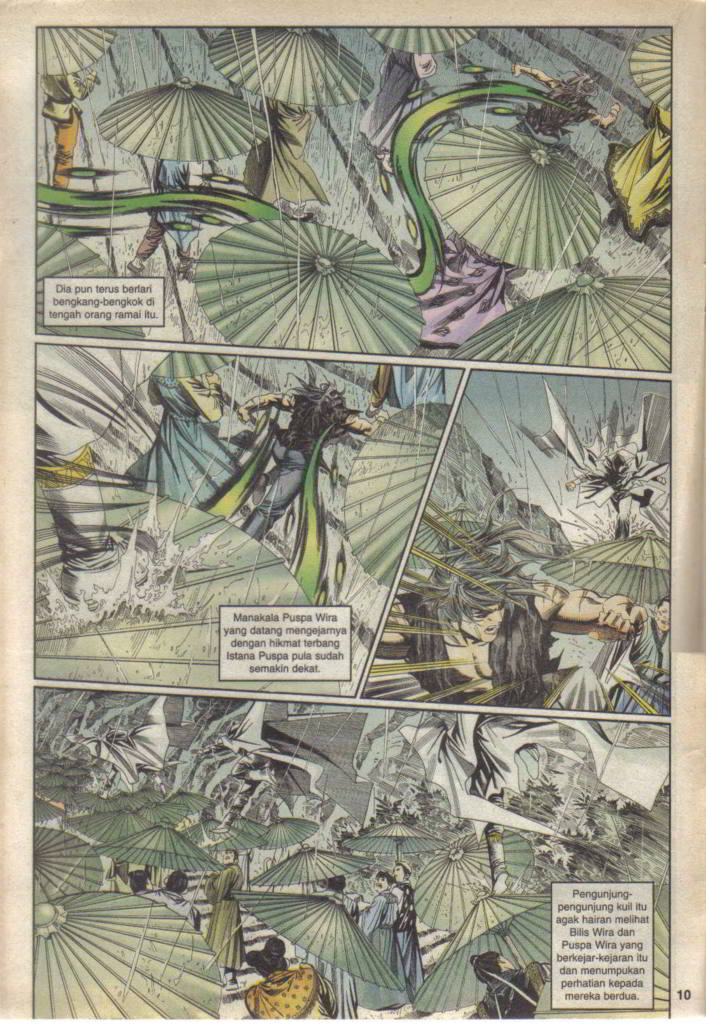 Dia pun terus berlari
bengkang-bengkok di
tengah orang ramai itu.
Manakala Puspa Wira
yang datang mengejarnya
dengan hikmat terbang
Istana Puspa pula sudah
semakin dekat.
Pengunjung-
pengunjung kuil itu
agak hairan melihat
Bilis Wira dan
Puspa Wira yang
berkejar-kejaran itu
dan menumpukan
perhatian kepada
mereka berdua.
10